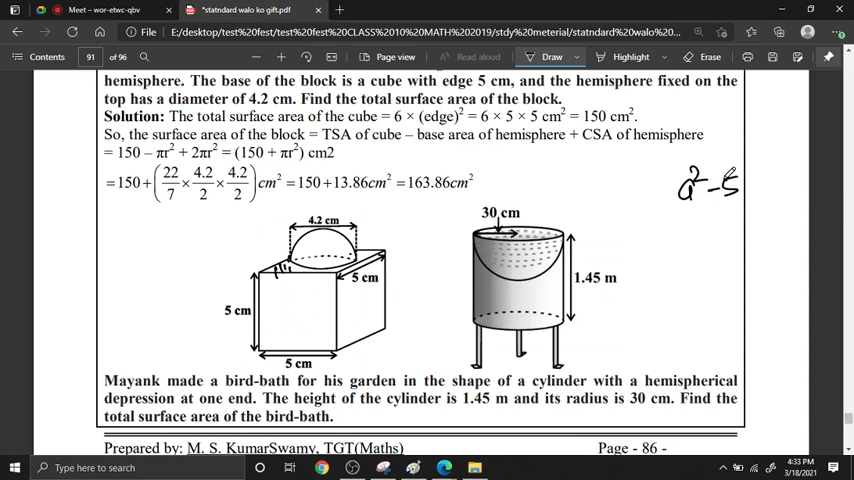 Meet – wor-etwc-qbv
*statndard walo ko gift.pdf
File
E:/desktop/test%20fest/test%20fest/CLASS%2010%20MATH%202019/stdy%20meterial/statndard%20walo%...
Contents
91 of 96
Page view
Read aloud
Draw
Highlight
Erase
hemisphere. The base of the block is a cube with edge 5 cm, and the hemisphere fixed on the
top has a diameter of 4.2 cm. Find the total surface area of the block.
Solution: The total surface area of the cube = 6 × (edge)² = 6 × 5 × 5 cm² = 150 cm².
So, the surface area of the block = TSA of cube – base area of hemisphere + CSA of hemisphere
= 150 – πr² + 2πr² = (150 + πr²) cm2
= 150 + (22/7 × 4.2/2 × 4.2/2) cm² = 150 + 13.86cm² = 163.86cm²
a² – 5
4.2 cm
5 cm
5 cm
5 cm
30 cm
1.45 m
Mayank made a bird-bath for his garden in the shape of a cylinder with a hemispherical
depression at one end. The height of the cylinder is 1.45 m and its radius is 30 cm. Find the
total surface area of the bird-bath.
Prepared by: M. S. KumarSwamy, TGT(Maths)
Page - 86 -
Type here to search
4:33 PM
3/18/2021